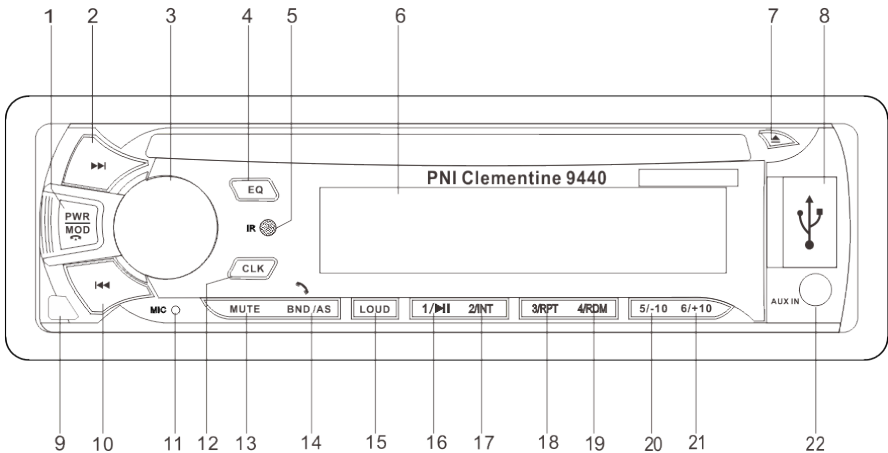 1 2 3 4 5 6 7 8
PNI Clementine 9440
EQ
PWR
MOD
IR
CLK
MIC
MUTE BND/AS LOUD 1/▶II 2/INT 3/RPT 4/RDM 5/-10 6/+10
AUX IN
9 10 11 12 13 14 15 16 17 18 19 20 21 22